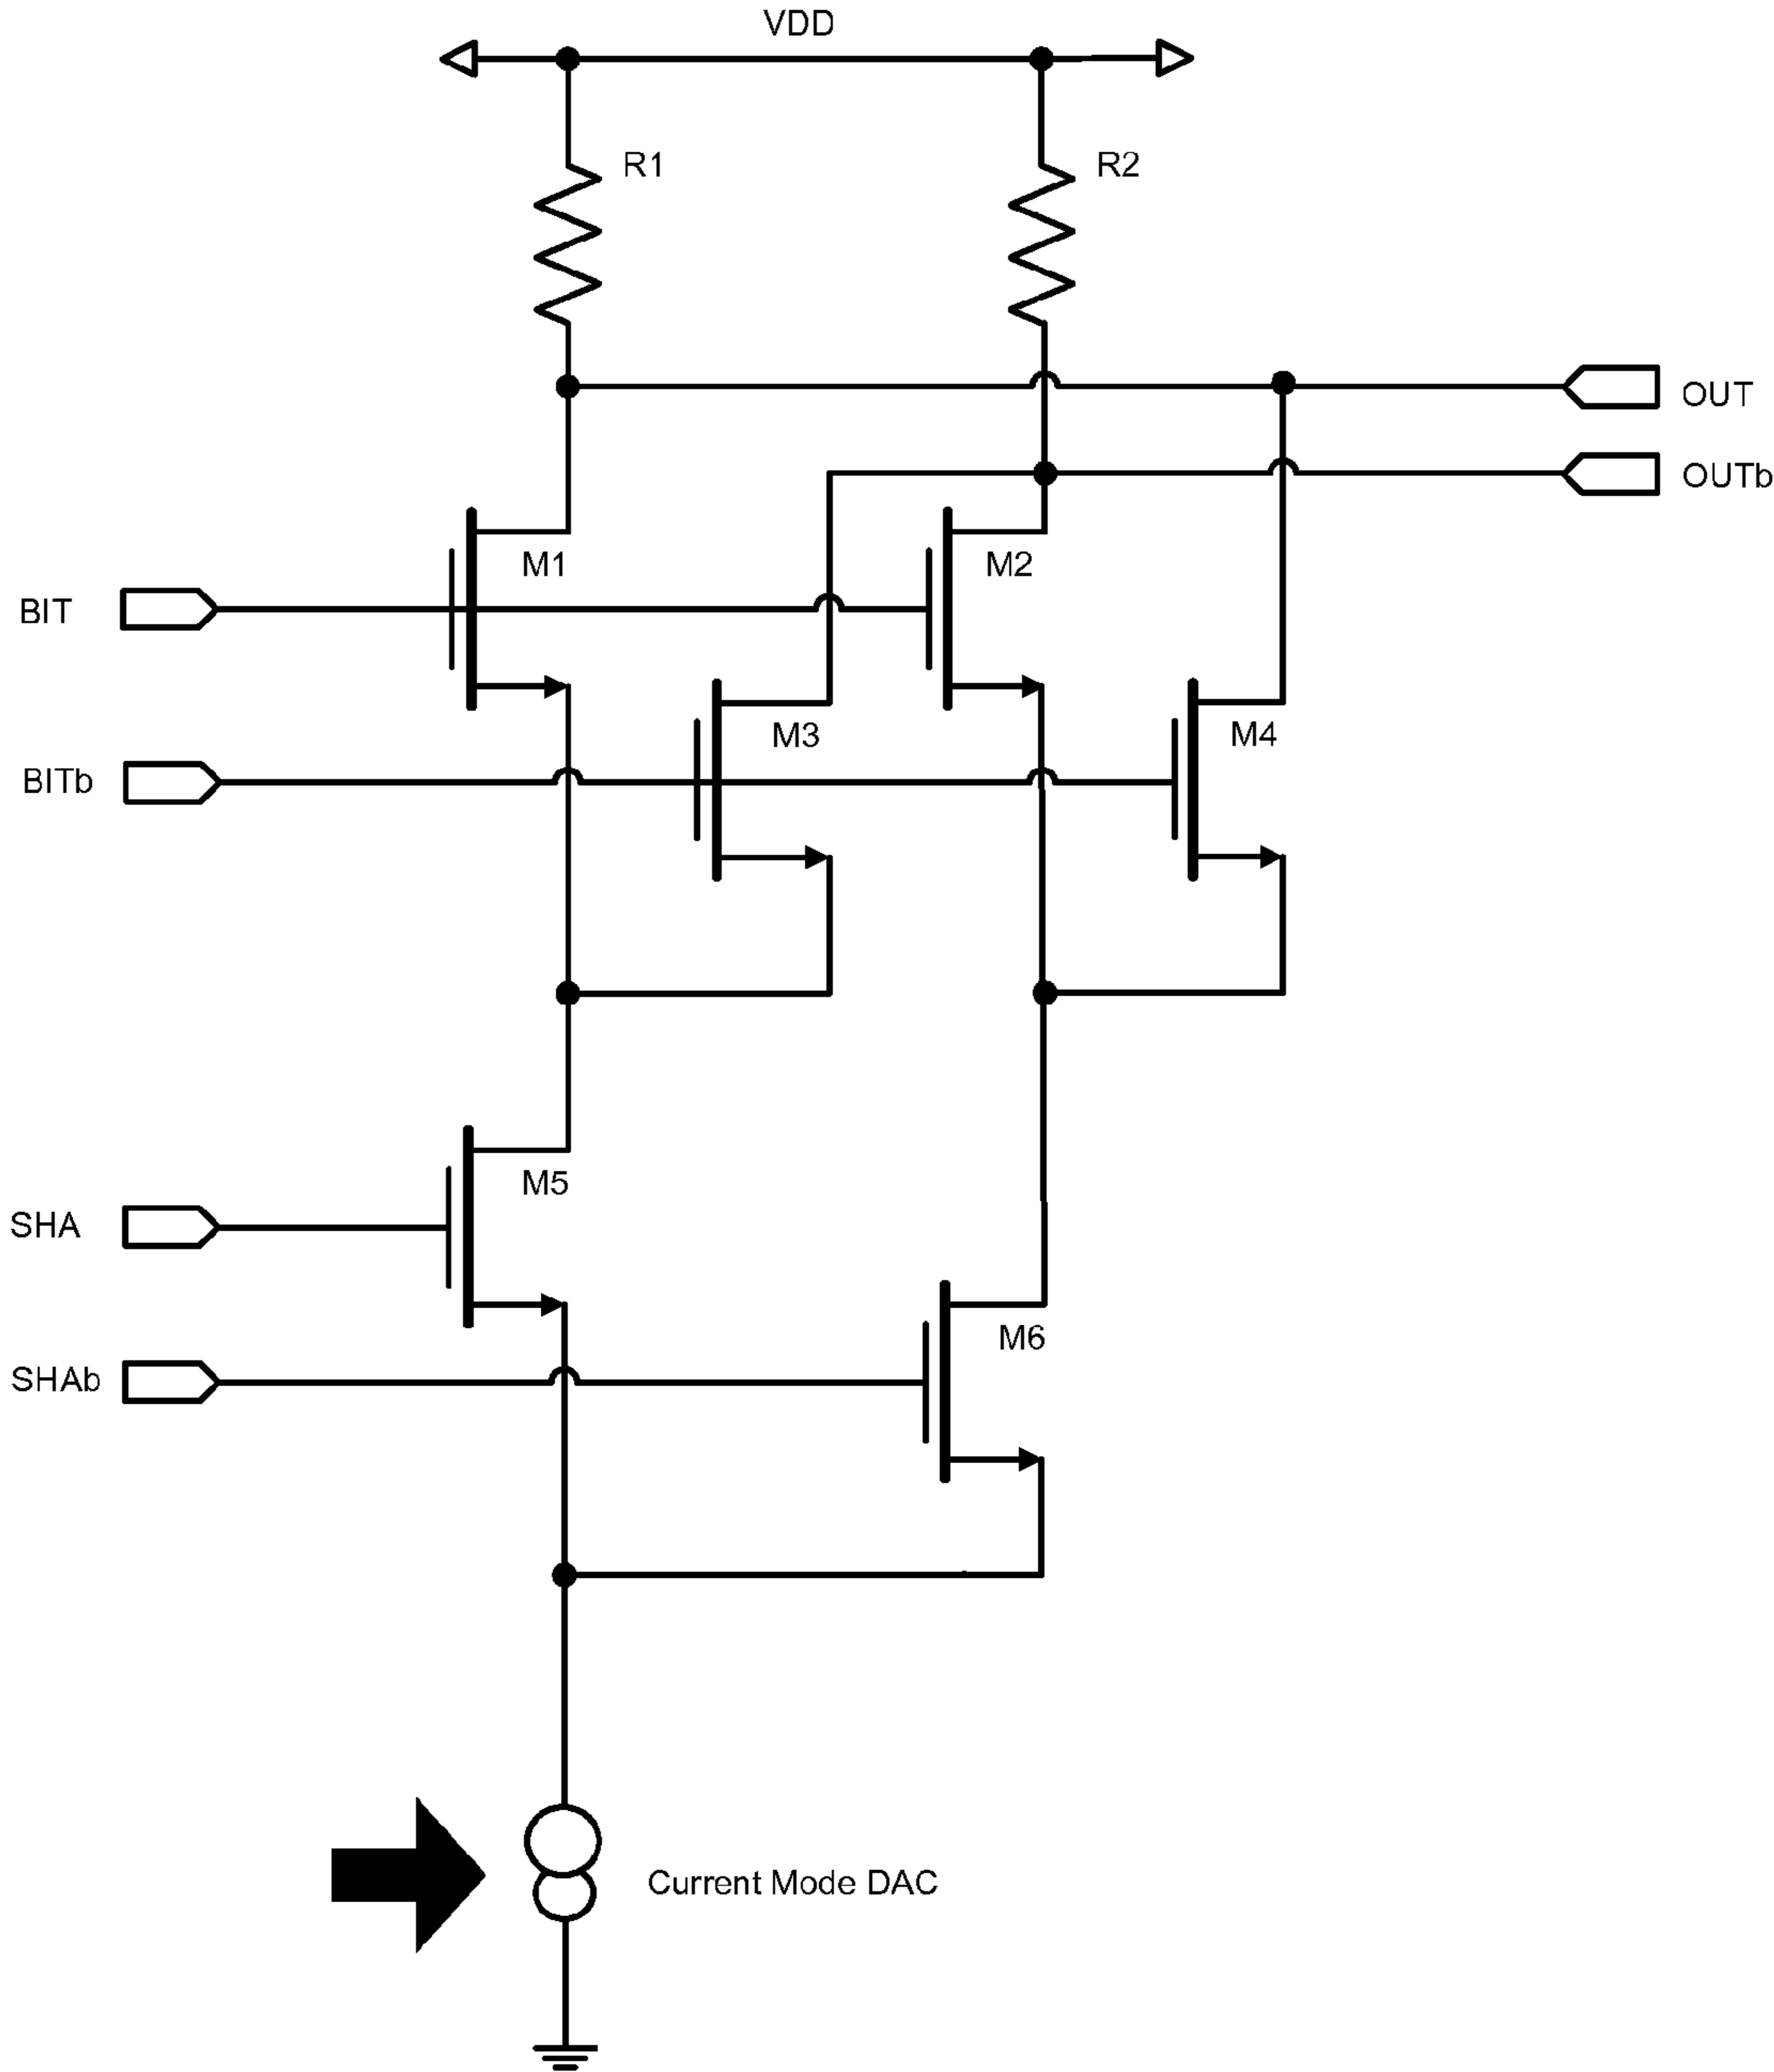 VDD
R1
R2
OUT
OUTb
M1
M2
BIT
M3
M4
BITb
M5
SHA
M6
SHAb
Current Mode DAC